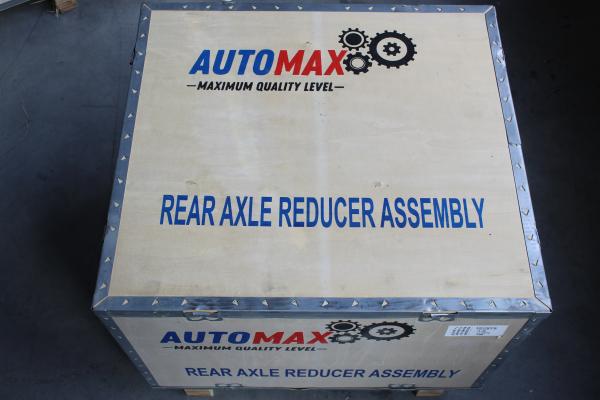 AUTOMAX
—MAXIMUM QUALITY LEVEL—
REAR AXLE REDUCER ASSEMBLY
AUTOMAX
—MAXIMUM QUALITY LEVEL—
REAR AXLE REDUCER ASSEMBLY